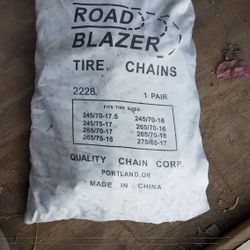 ROAD
BLAZER
TIRE CHAINS
2228 1 PAIR
FITS TIRE SIZES:
245/70-17.5 245/70-18
245/75-17 265/70-16
265/70-17 265/70-18
265/75-16 275/65-17
QUALITY CHAIN CORP.
PORTLAND,OR
MADE IN CHINA